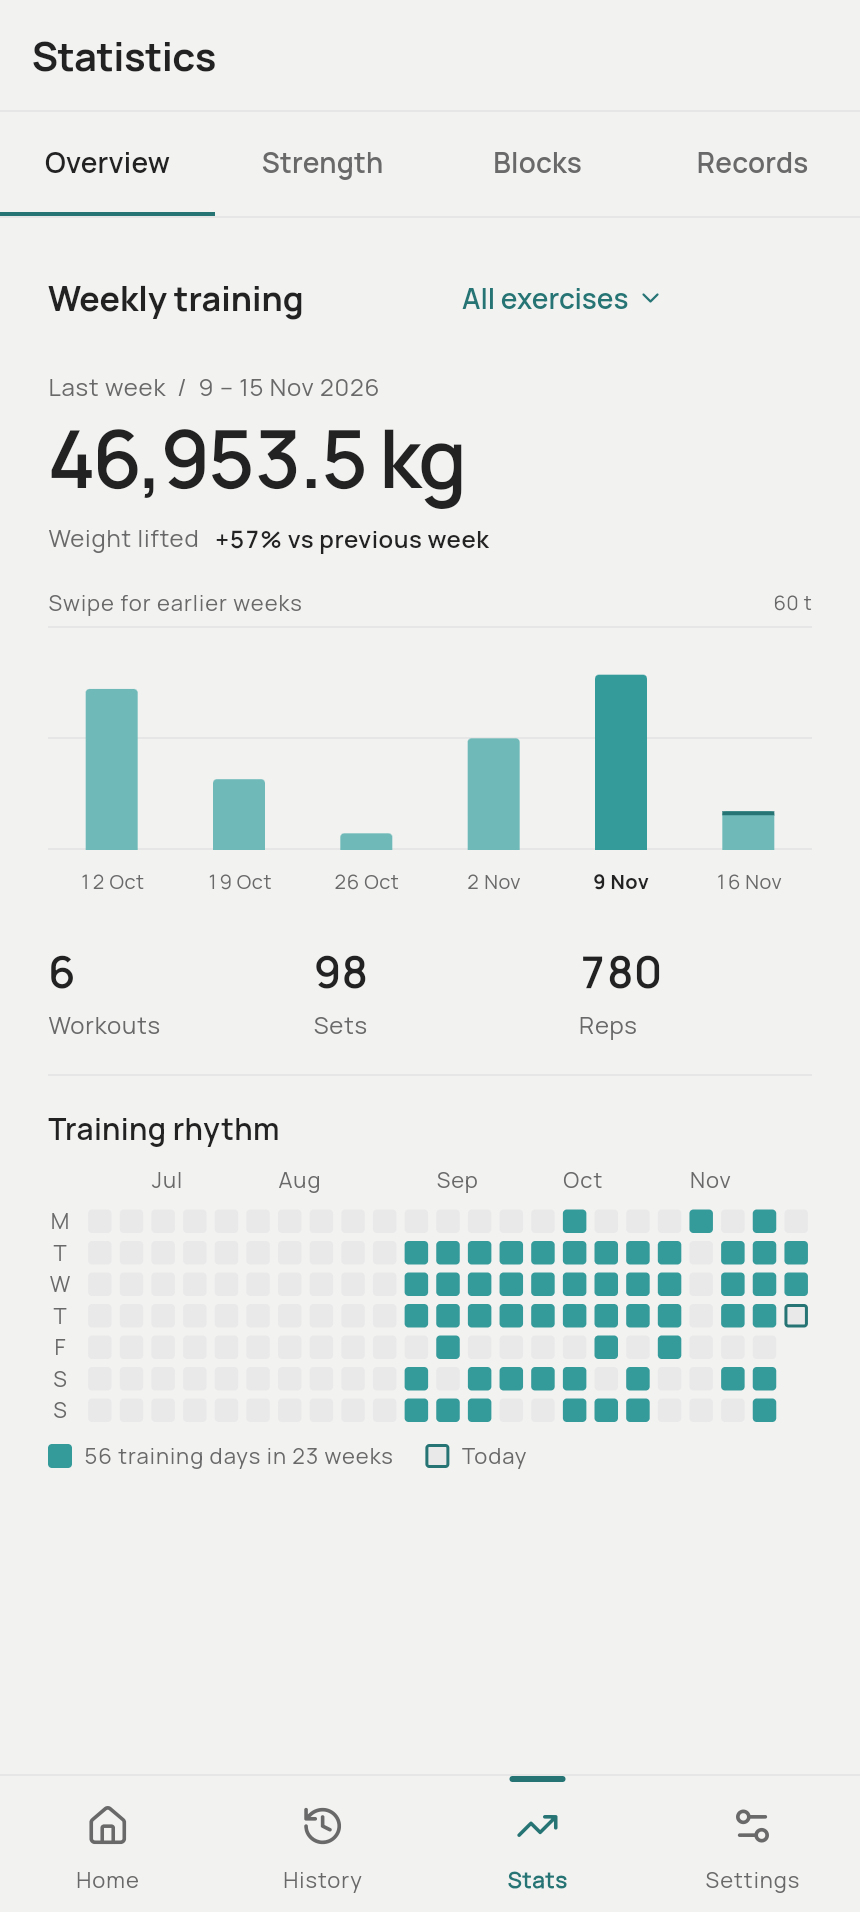 Statistics
Overview Strength Blocks Records
Weekly training All exercises
Last week / 9 – 15 Nov 2026
46,953.5 kg
Weight lifted +57% vs previous week
Swipe for earlier weeks 60 t
12 Oct 19 Oct 26 Oct 2 Nov 9 Nov 16 Nov
6 98 780
Workouts Sets Reps
Training rhythm
Jul Aug Sep Oct Nov
M
T
W
T
F
S
S
56 training days in 23 weeks Today
Home History Stats Settings